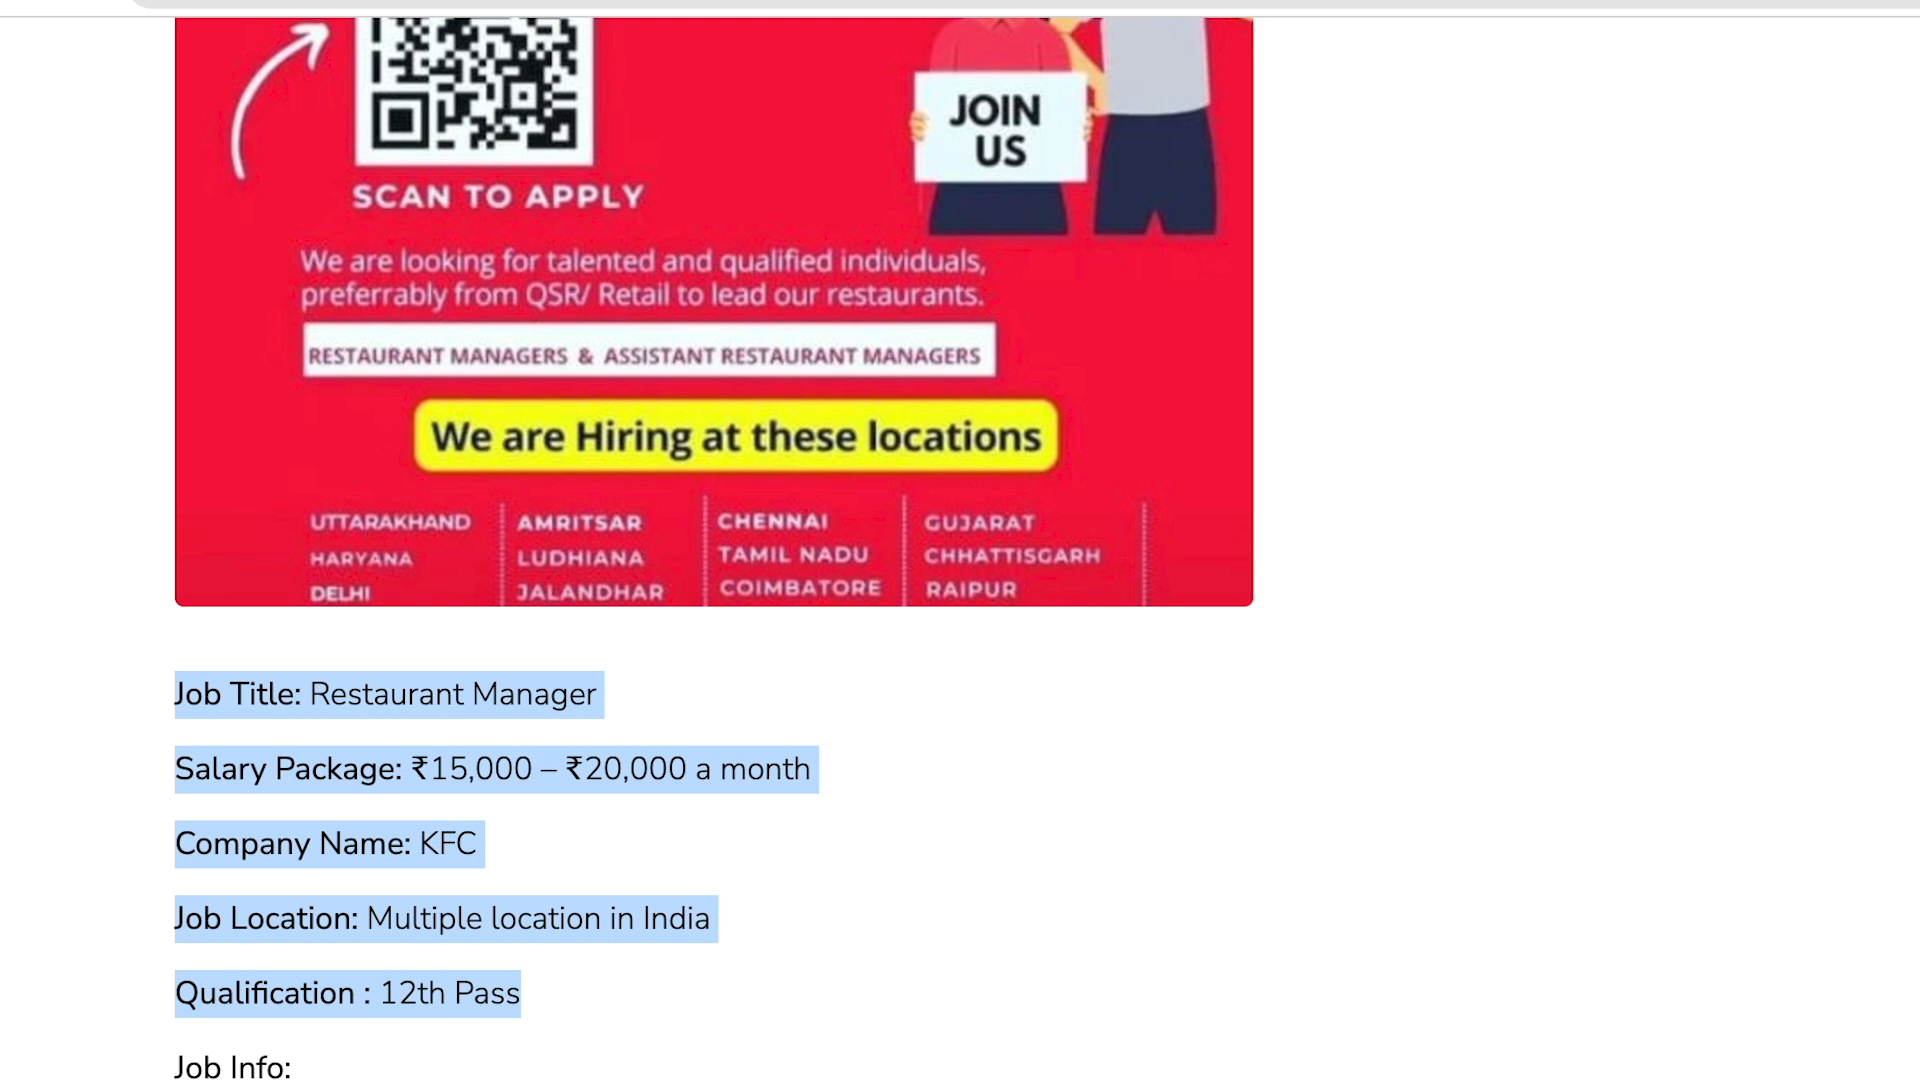 JOIN
US
SCAN TO APPLY
We are looking for talented and qualified individuals,
preferrably from QSR/ Retail to lead our restaurants.
RESTAURANT MANAGERS & ASSISTANT RESTAURANT MANAGERS
We are Hiring at these locations
UTTARAKHAND
HARYANA
DELHI
AMRITSAR
LUDHIANA
JALANDHAR
CHENNAI
TAMIL NADU
COIMBATORE
GUJARAT
CHHATTISGARH
RAIPUR
Job Title: Restaurant Manager
Salary Package: ₹15,000 – ₹20,000 a month
Company Name: KFC
Job Location: Multiple location in India
Qualification : 12th Pass
Job Info: